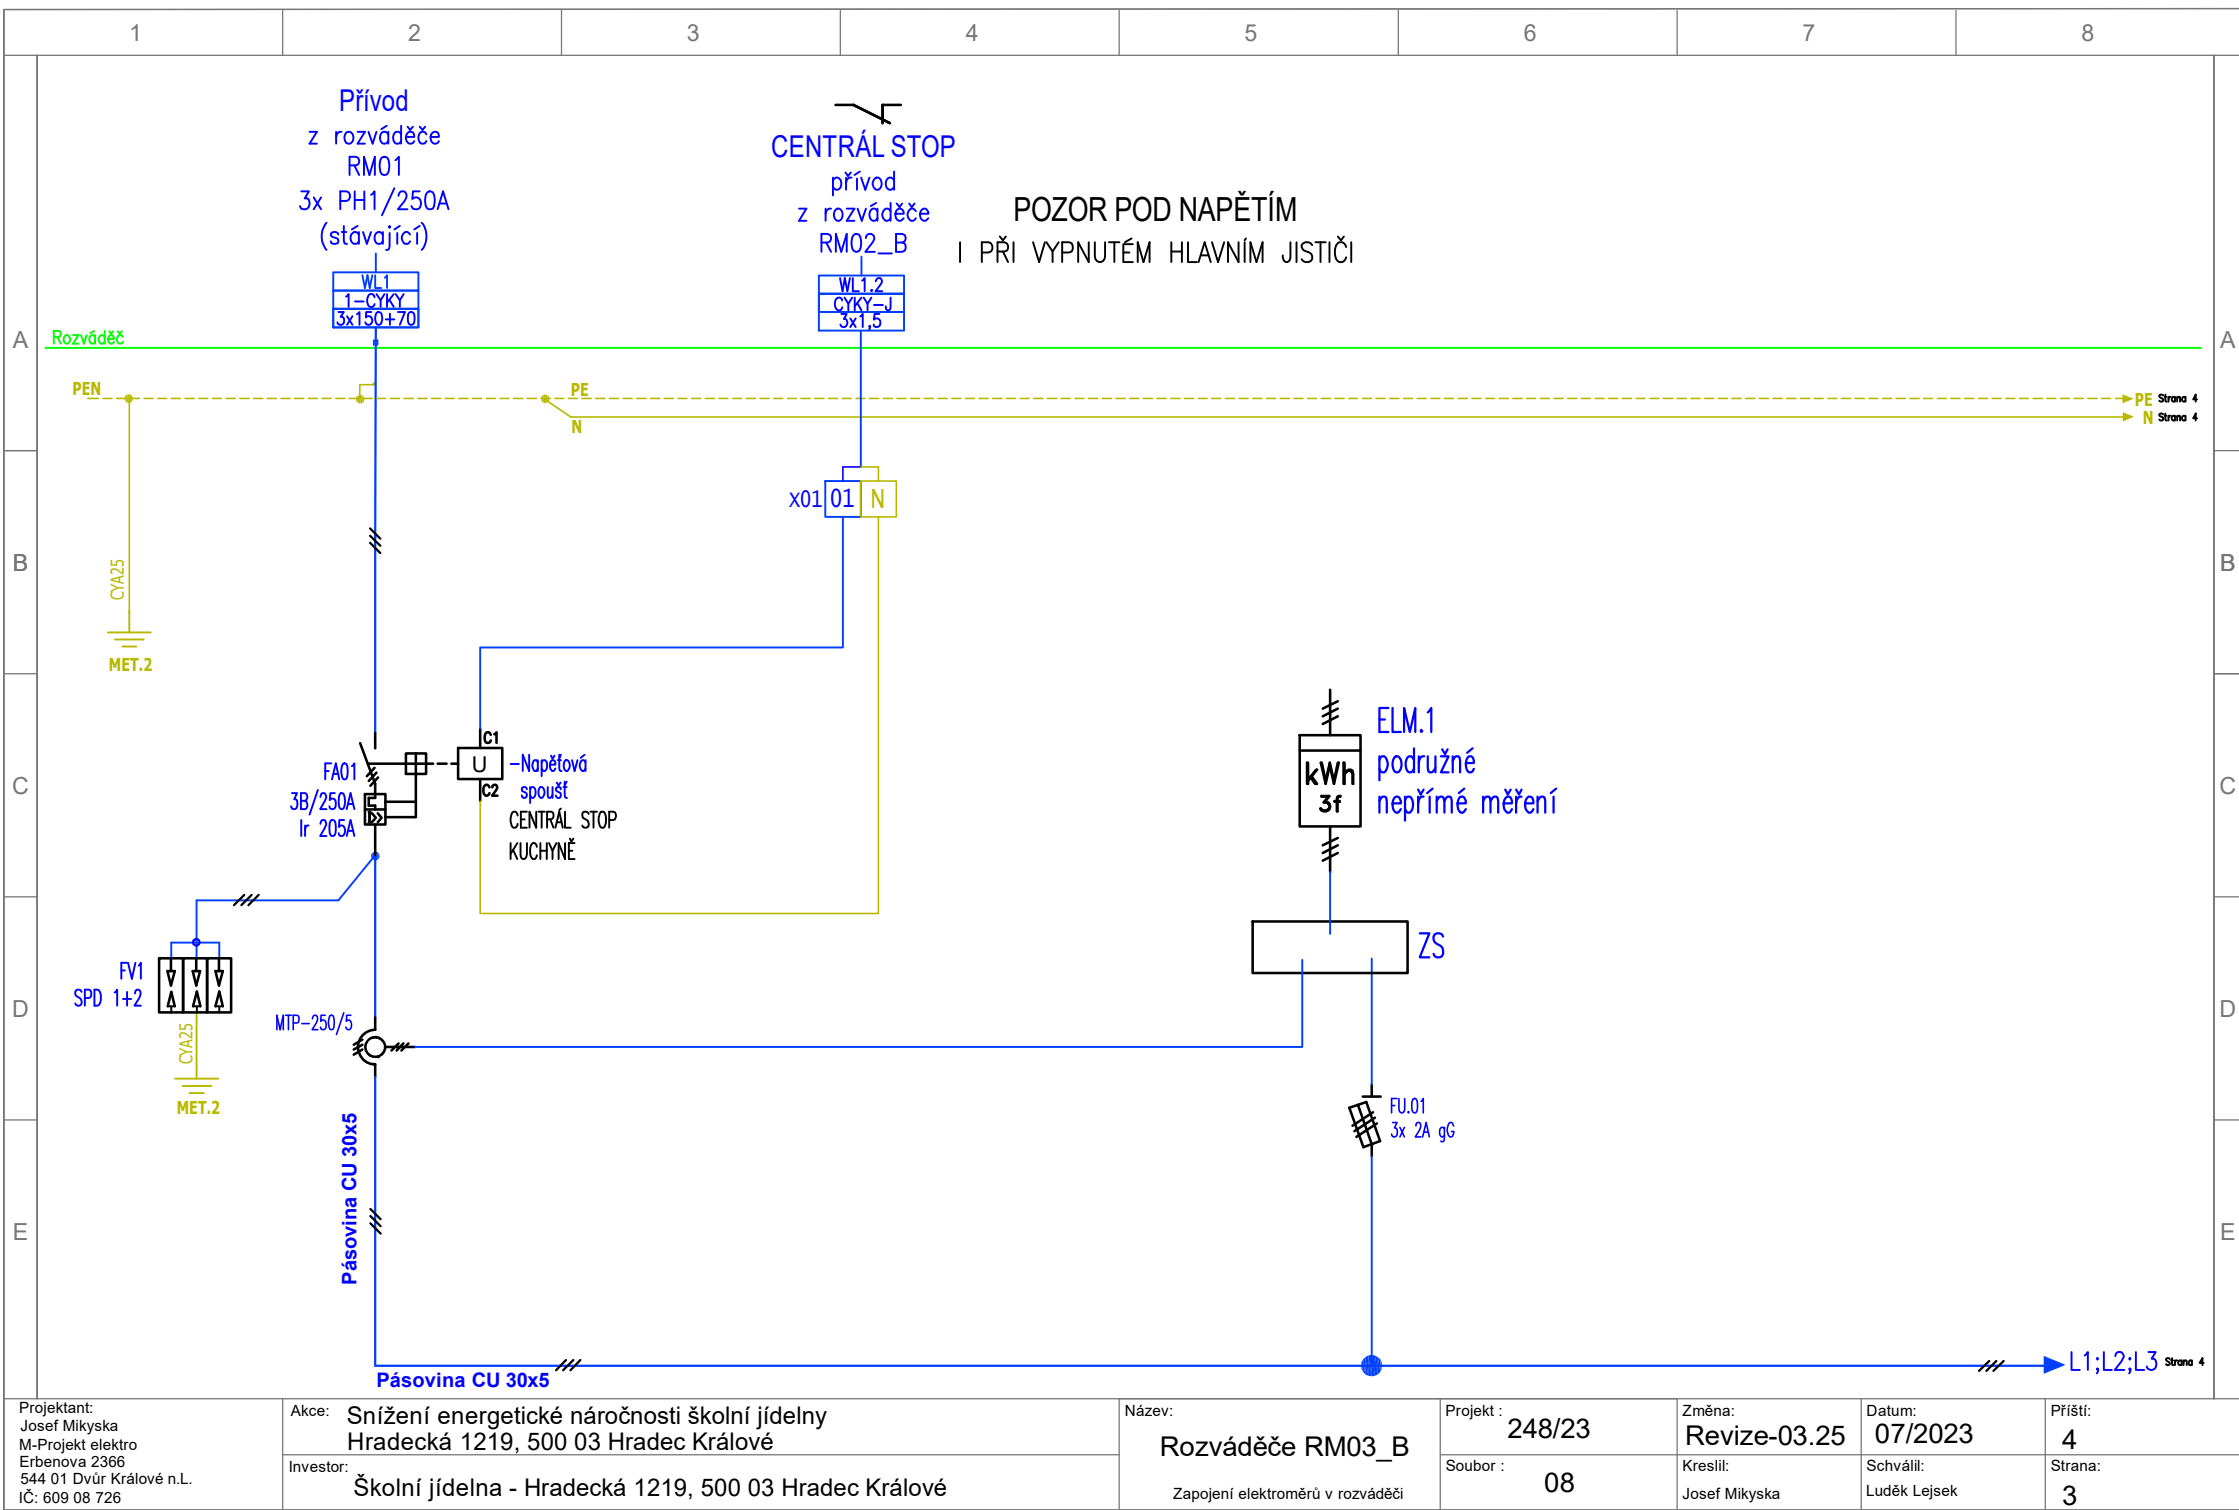 1 2 3 4 5 6 7 8
Přívod
z rozváděče
RM01
3x PH1/250A
(stávající)
WL1
1-CYKY
3x150+70
CENTRÁL STOP
přívod
z rozváděče
RM02_B
WL1.2
CYKY-J
3x1,5
POZOR POD NAPĚTÍM
I PŘI VYPNUTÉM HLAVNÍM JISTIČI
A
Rozváděč
A
PEN
PE
N
PE Strana 4
N Strana 4
X01 01 N
B
CYA25
MET.2
B
C
FA01
3B/250A
Ir 205A
C1
U
C2
-Napěťová
spoušť
CENTRÁL STOP
KUCHYNĚ
kWh
3f
ELM.1
podružné
nepřímé měření
C
ZS
D
FV1
SPD 1+2
CYA25
MET.2
MTP-250/5
D
FU.01
3x 2A gG
E
Pásovina CU 30x5
E
Pásovina CU 30x5
L1;L2;L3 Strana 4
Projektant:
Josef Mikyska
M-Projekt elektro
Erbenova 2366
544 01 Dvůr Králové n.L.
IČ: 609 08 726
Akce: Snížení energetické náročnosti školní jídelny
Hradecká 1219, 500 03 Hradec Králové
Investor:
Školní jídelna - Hradecká 1219, 500 03 Hradec Králové
Název:
Rozváděče RM03_B
Zapojení elektroměrů v rozváděči
Projekt : 248/23
Soubor : 08
Změna:
Revize-03.25
Kreslil:
Josef Mikyska
Datum:
07/2023
Schválil:
Luděk Lejsek
Příští:
4
Strana:
3